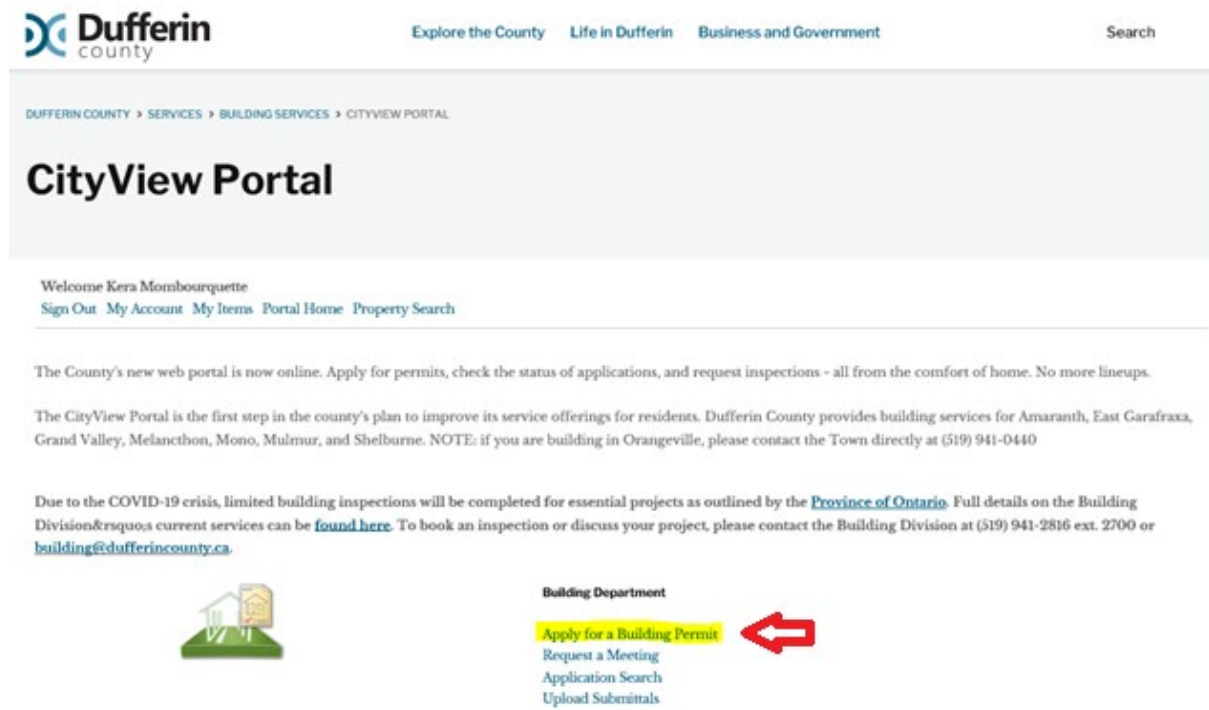 Dufferin
county
Explore the County Life in Dufferin Business and Government Search
DUFFERIN COUNTY > SERVICES > BUILDING SERVICES > CITYVIEW PORTAL
CityView Portal
Welcome Kera Mombourquette
Sign Out My Account My Items Portal Home Property Search
The County's new web portal is now online. Apply for permits, check the status of applications, and request inspections - all from the comfort of home. No more lineups.
The CityView Portal is the first step in the county's plan to improve its service offerings for residents. Dufferin County provides building services for Amaranth, East Garafraxa,
Grand Valley, Melancthon, Mono, Mulmur, and Shelburne. NOTE: if you are building in Orangeville, please contact the Town directly at (519) 941-0440
Due to the COVID-19 crisis, limited building inspections will be completed for essential projects as outlined by the Province of Ontario. Full details on the Building
Division&rsquo;s current services can be found here. To book an inspection or discuss your project, please contact the Building Division at (519) 941-2816 ext. 2700 or
building@dufferincounty.ca.
Building Department
Apply for a Building Permit
Request a Meeting
Application Search
Upload Submittals